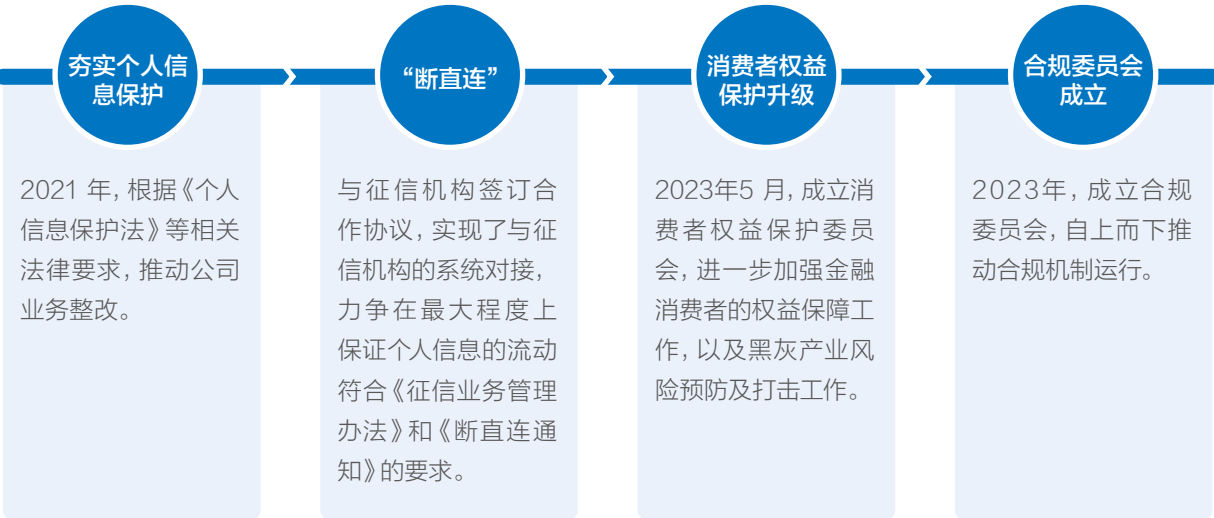 夯实个人信
息保护
2021 年，根据《个人
信息保护法》等相关
法律要求，推动公司
业务整改。
“断直连”
与征信机构签订合
作协议，实现了与征
信机构的系统对接，
力争在最大程度上
保证个人信息的流动
符合《征信业务管理
办法》和《断直连通
知》的要求。
消费者权益
保护升级
2023年5 月，成立消
费者权益保护委员
会，进一步加强金融
消费者的权益保障工
作，以及黑灰产业风
险预防及打击工作。
合规委员会
成立
2023年，成立合规
委员会，自上而下推
动合规机制运行。